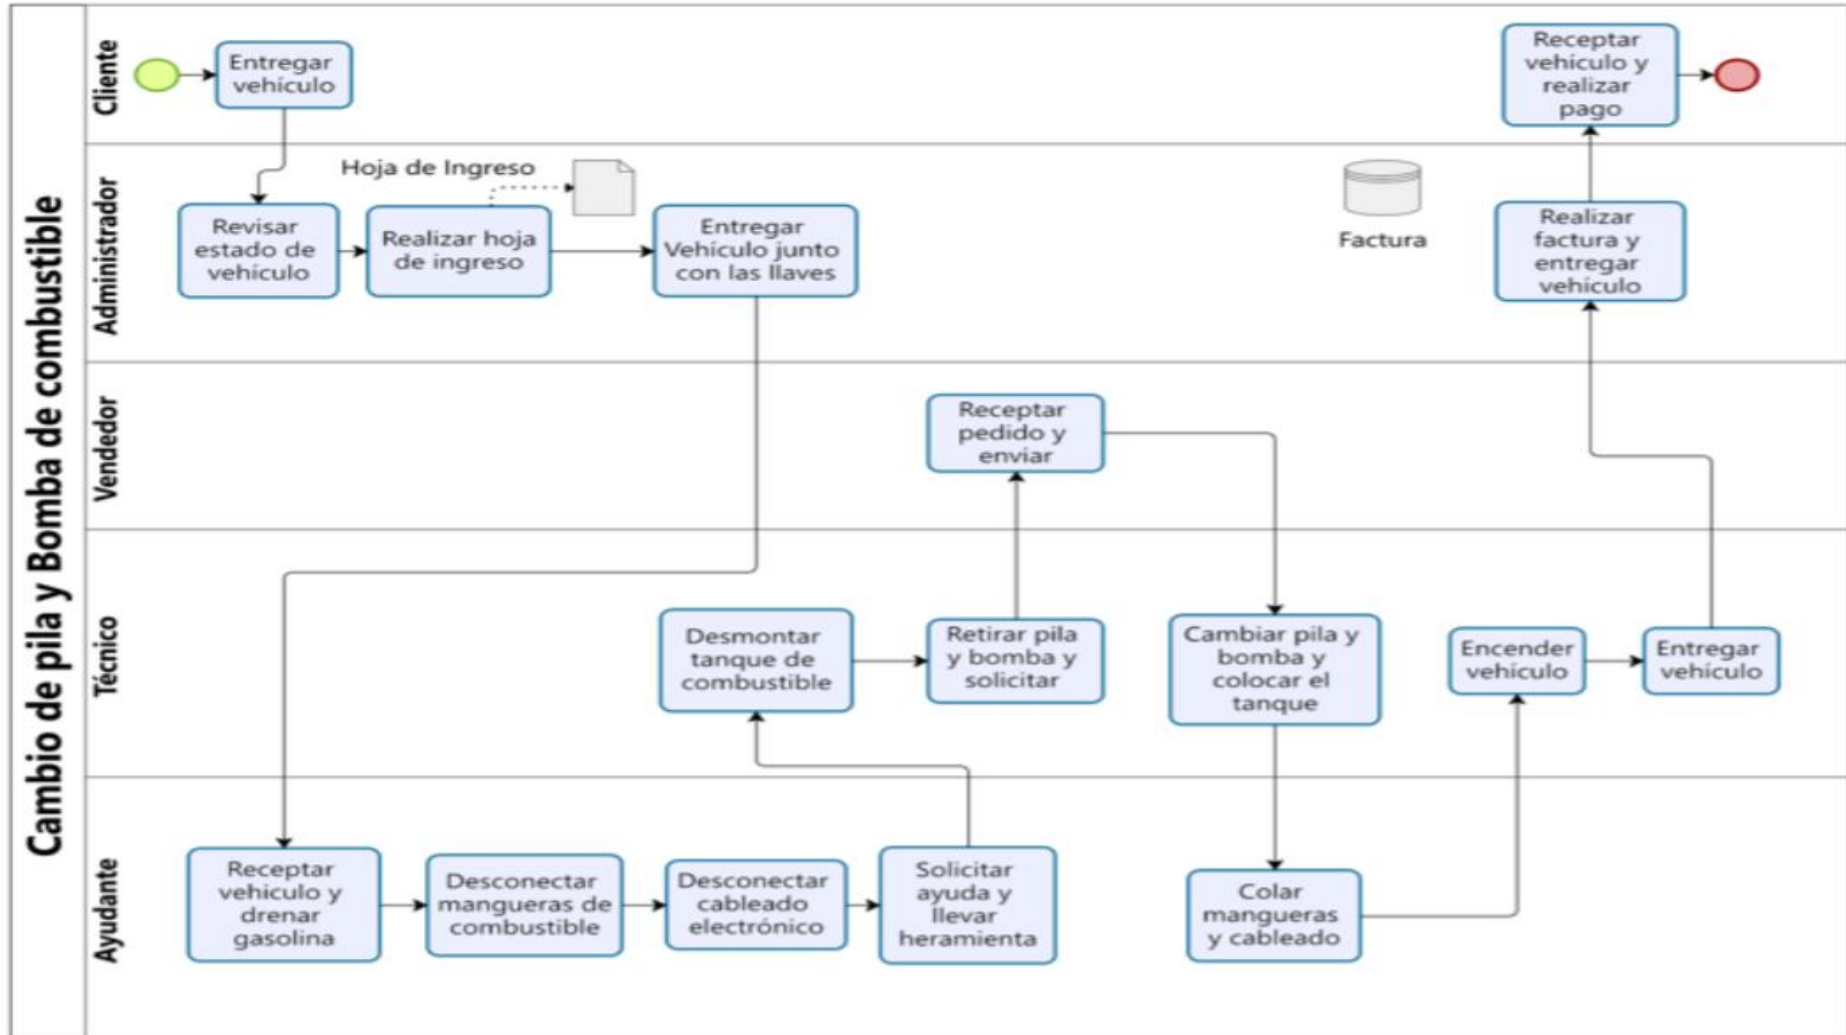 Cambio de pila y Bomba de combustible
Cliente
Entregar
vehículo
Receptar
vehículo y
realizar
pago
Administrador
Hoja de Ingreso
Revisar
estado de
vehículo
Realizar hoja
de ingreso
Entregar
Vehículo junto
con las llaves
Factura
Realizar
factura y
entregar
vehículo
Vendedor
Receptar
pedido y
enviar
Técnico
Desmontar
tanque de
combustible
Retirar pila
y bomba y
solicitar
Cambiar pila y
bomba y
colocar el
tanque
Encender
vehículo
Entregar
vehículo
Ayudante
Receptar
vehiculo y
drenar
gasolina
Desconectar
mangueras de
combustible
Desconectar
cableado
electrónico
Solicitar
ayuda y
llevar
heramienta
Colar
mangueras
y cableado